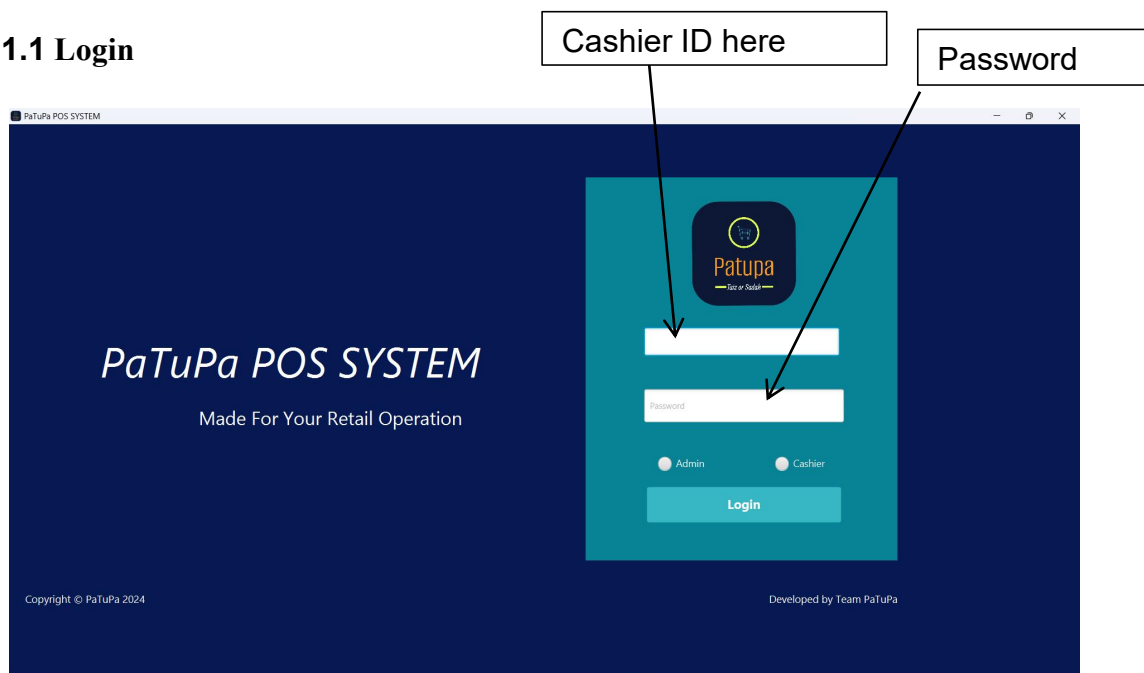 Cashier ID here
1.1 Login
Password
PaTuPa POS SYSTEM
Patupa
PaTuPa POS SYSTEM
Made For Your Retail Operation
Password
Admin
Cashier
Login
Copyright © PaTuPa 2024
Developed by Team PaTuPa